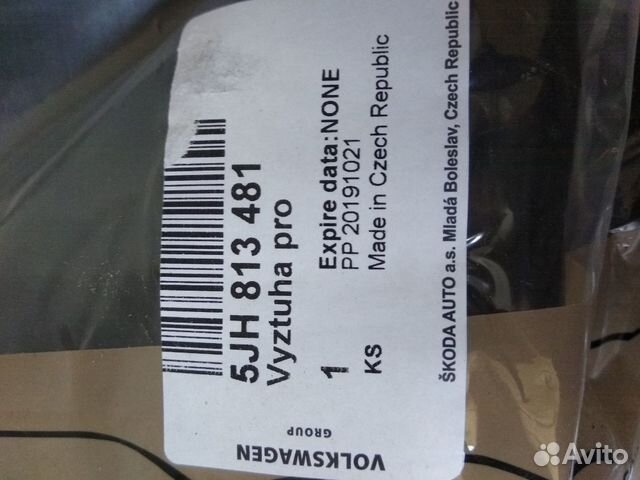 5JH 813 481
Vyztuha pro
1
Expire data:NONE
PP 20191021
KS
Made in Czech Republic
VOLKSWAGEN
GROUP
ŠKODA AUTO a.s. Mladá Boleslav, Czech Republic
Avito